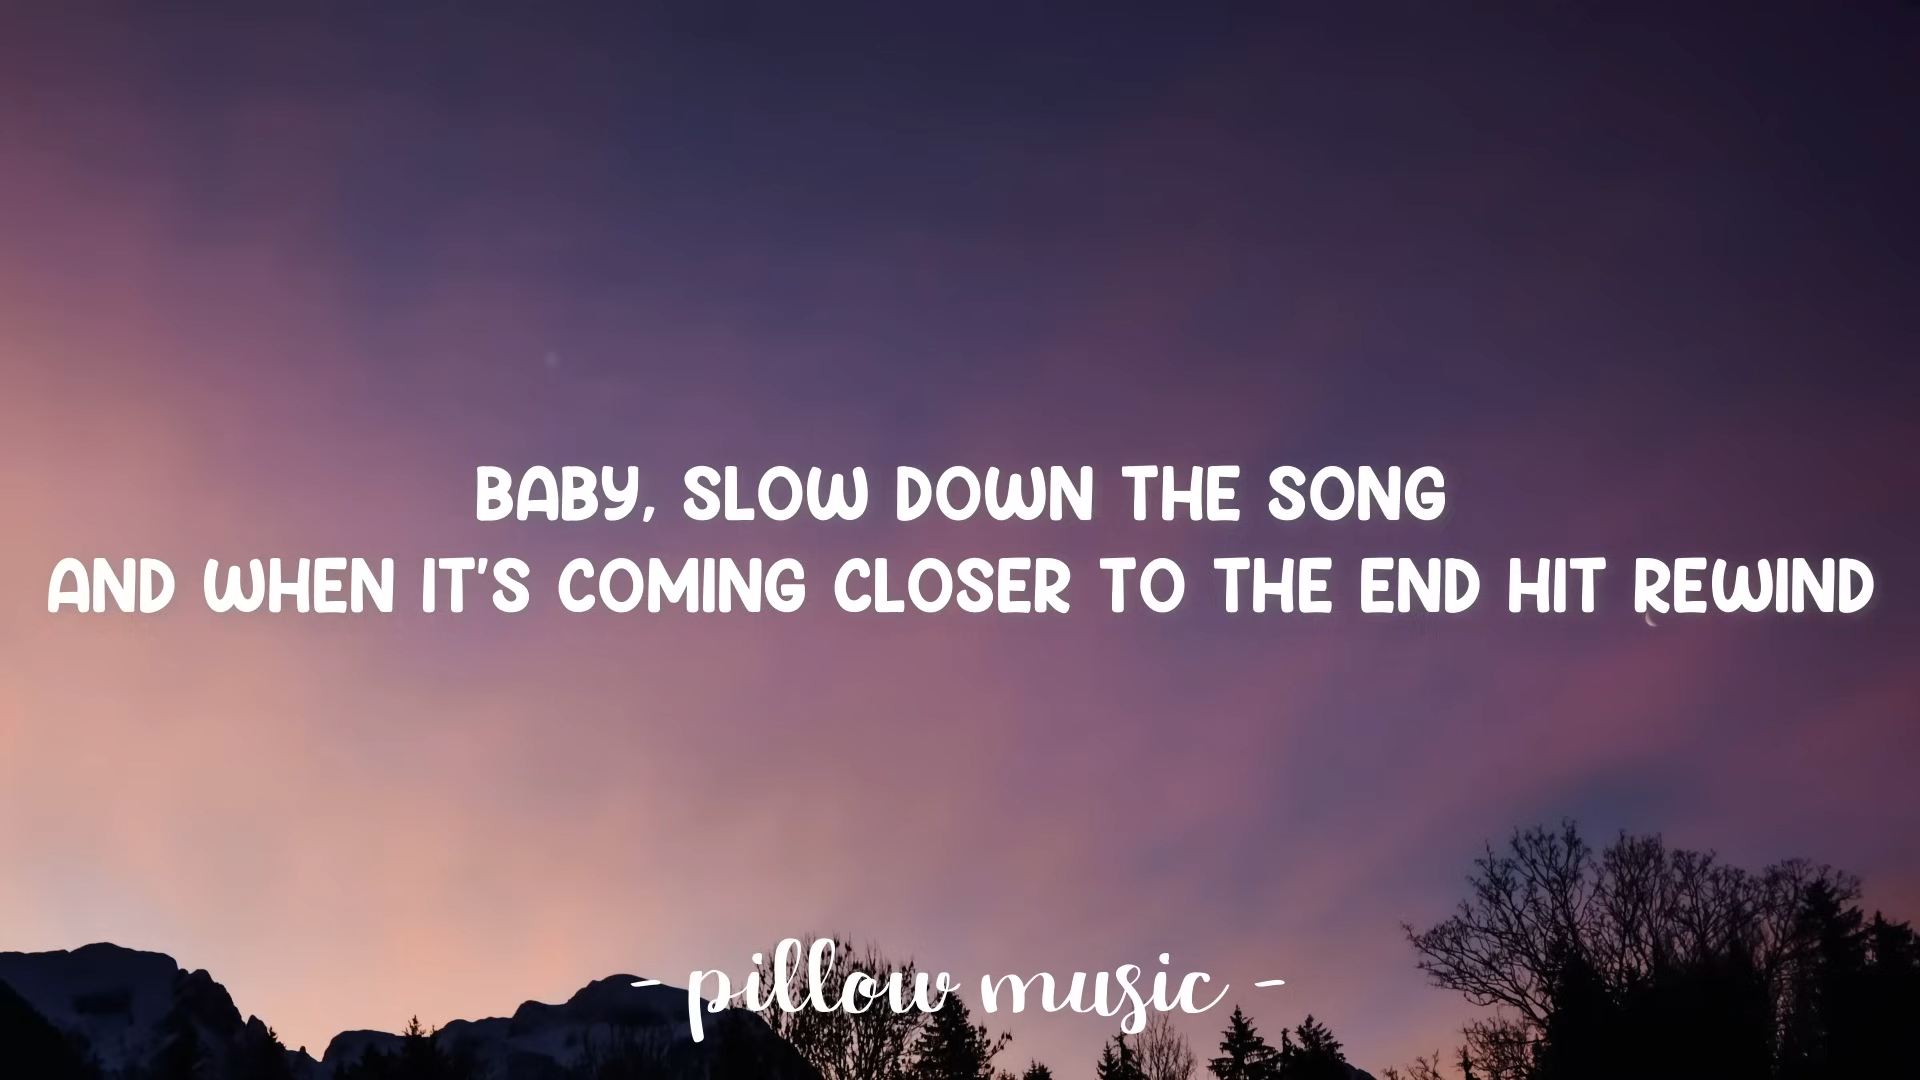 BABY, SLOW DOWN THE SONG
AND WHEN IT'S COMING CLOSER TO THE END HIT REWIND
- pillow music -